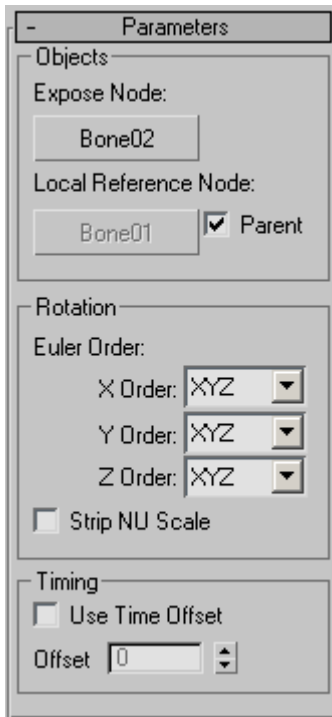 - Parameters
Objects
Expose Node:
Bone02
Local Reference Node:
Bone01 Parent
Rotation
Euler Order:
X Order: XYZ
Y Order: XYZ
Z Order: XYZ
Strip NU Scale
Timing
Use Time Offset
Offset 0